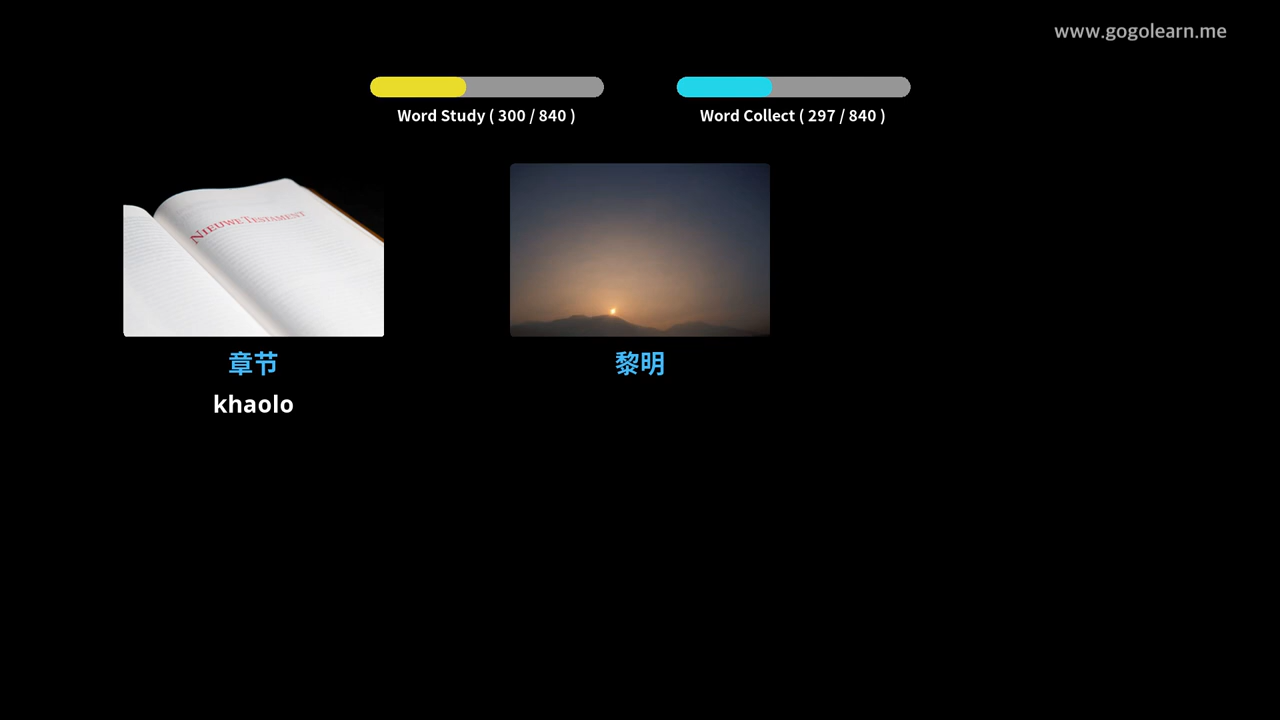 www.gogolearn.me
Word Study ( 300 / 840 )
Word Collect ( 297 / 840 )
NIEUWE TESTAMENT
章节
黎明
khaolo